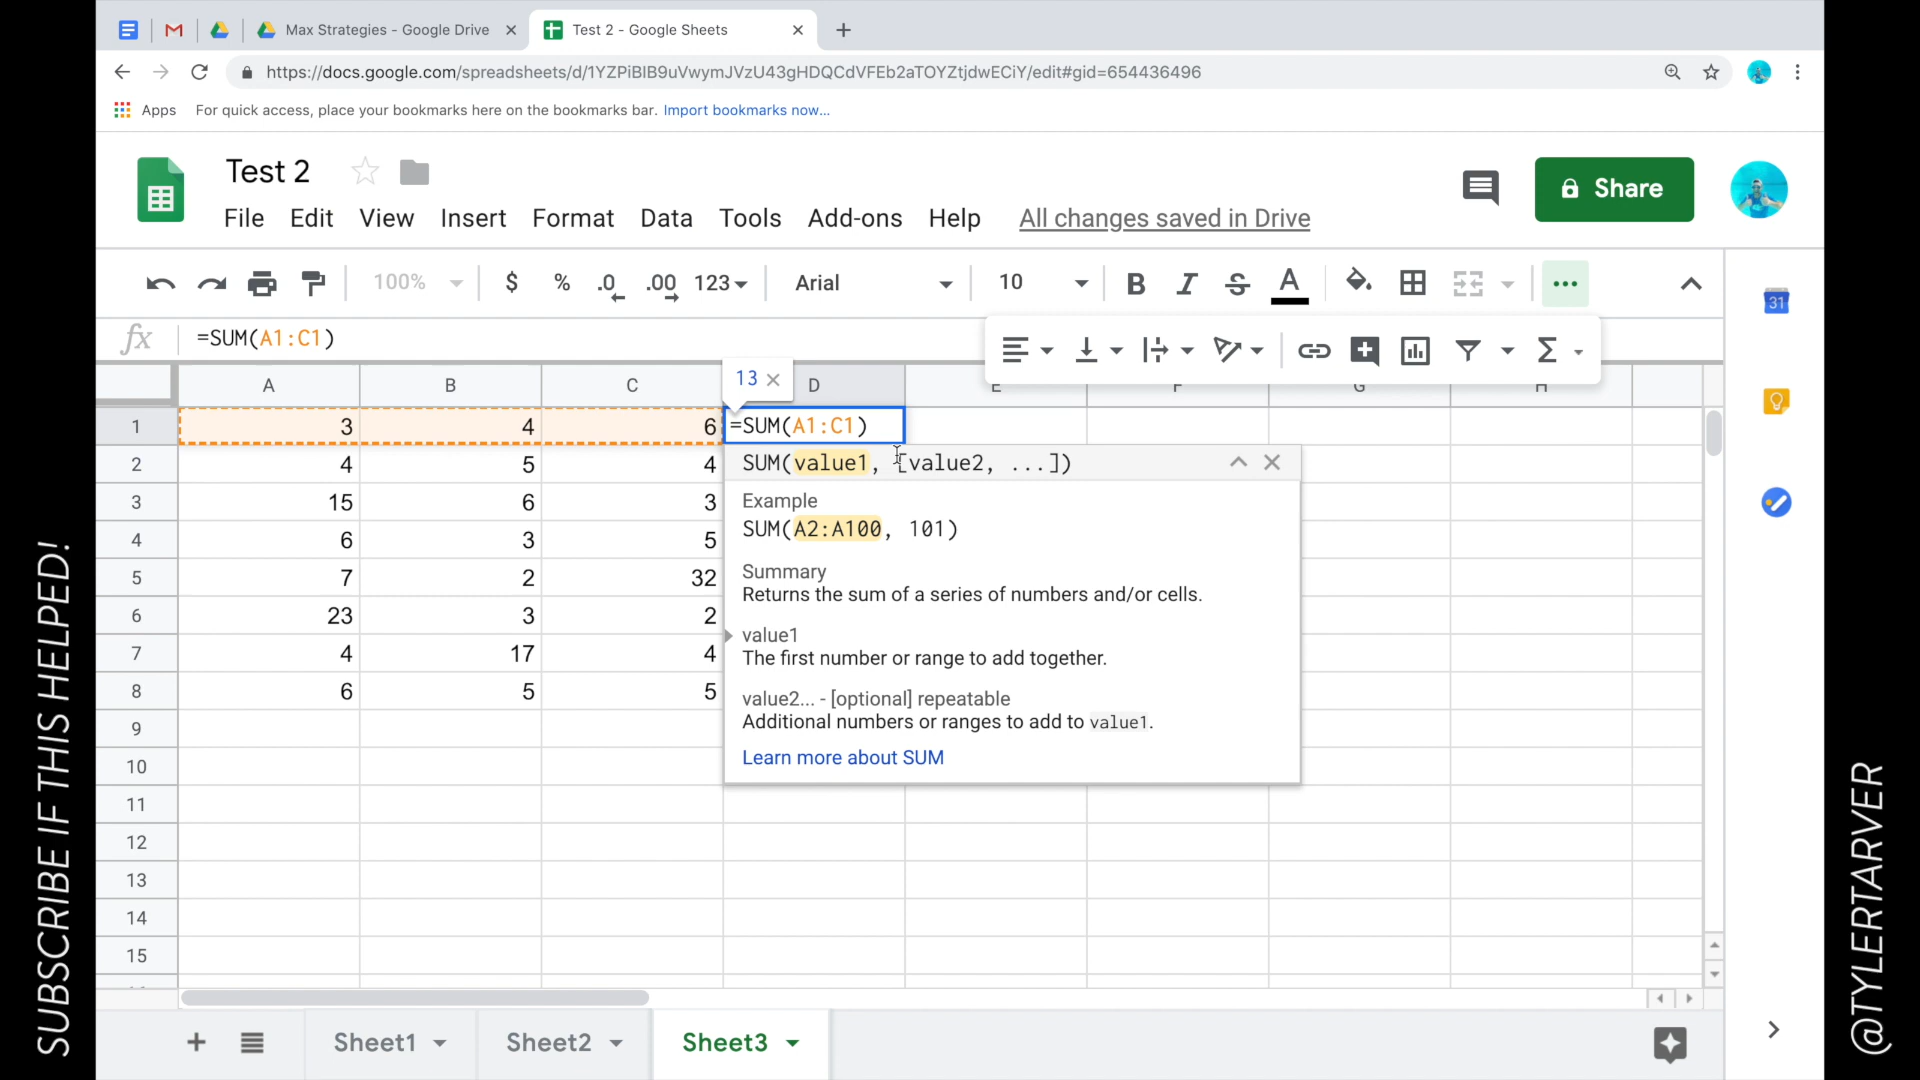 Max Strategies - Google Drive
Test 2 - Google Sheets
https://docs.google.com/spreadsheets/d/1YZPiBIB9uVwymJVzU43gHDQCdVFEb2aTOYZtjdwECiY/edit#gid=654436496
Apps For quick access, place your bookmarks here on the bookmarks bar. Import bookmarks now...
Test 2
Share
File Edit View Insert Format Data Tools Add-ons Help All changes saved in Drive
100% $ % .0 .00 123 Arial 10 B I S A
31
fx =SUM(A1:C1)
13
A B C D E F G H
1 3 4 6 =SUM(A1:C1)
2 4 5 4
SUM(value1, [value2, ...])
3 15 6 3
Example
SUM(A2:A100, 101)
4 6 3 5
Summary
5 7 2 32
Returns the sum of a series of numbers and/or cells.
6 23 3 2
value1
7 4 17 4
The first number or range to add together.
8 6 5 5
value2... - [optional] repeatable
Additional numbers or ranges to add to value1.
9
Learn more about SUM
10
11
12
13
14
15
Sheet1 Sheet2 Sheet3
SUBSCRIBE IF THIS HELPED!
@TYLERTARVER